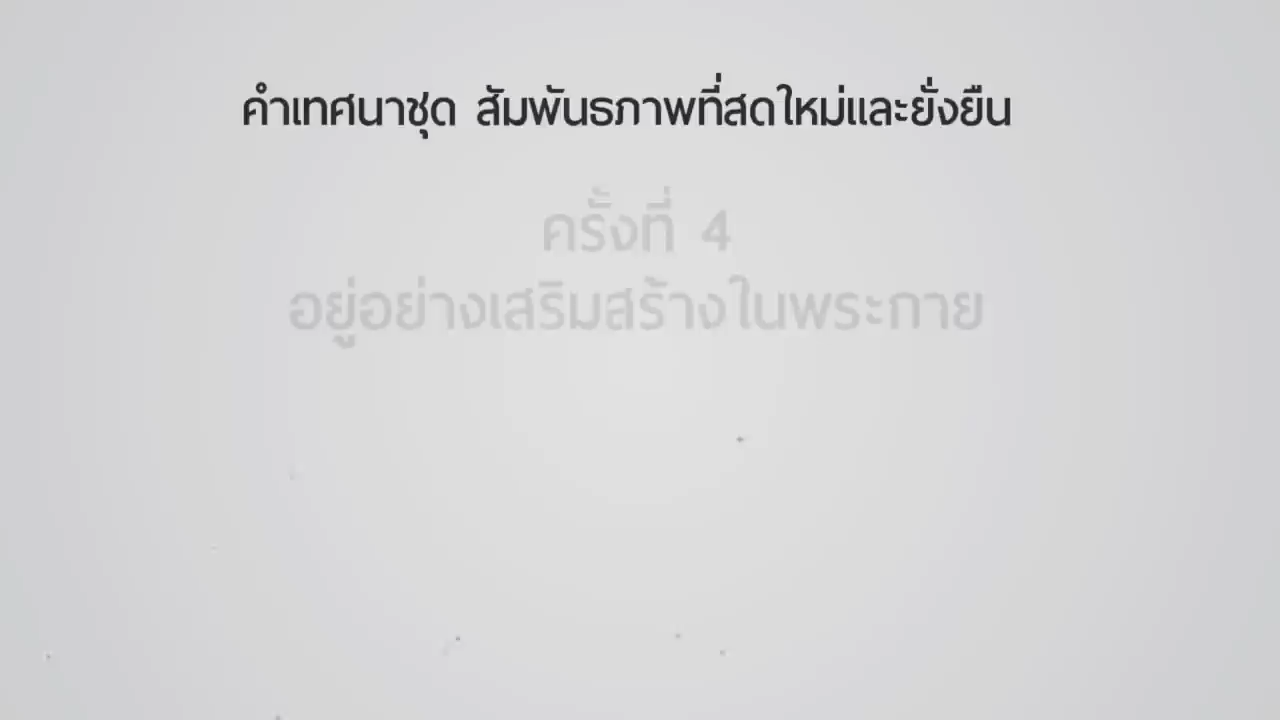 คำเทศนาชุด สัมพันธภาพที่สดใหม่และยั่งยืน
ครั้งที่ 4
อยู่อย่างเสริมสร้างในพระกาย